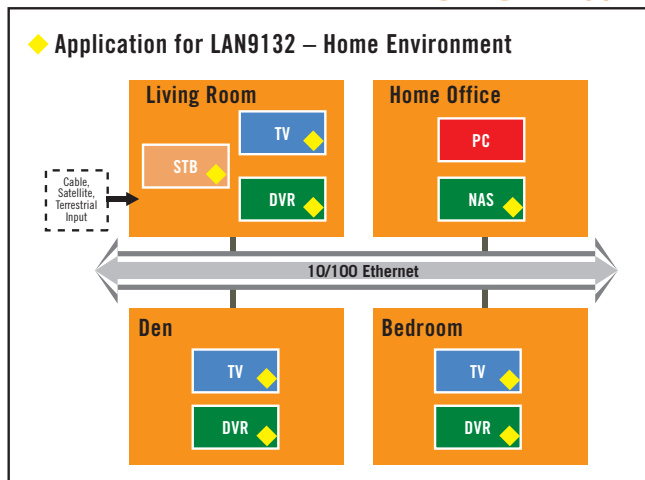 Application for LAN9132 – Home Environment
Living Room
TV
STB
DVR
Cable,
Satellite,
Terrestrial
Input
Home Office
PC
NAS
10/100 Ethernet
Den
TV
DVR
Bedroom
TV
DVR